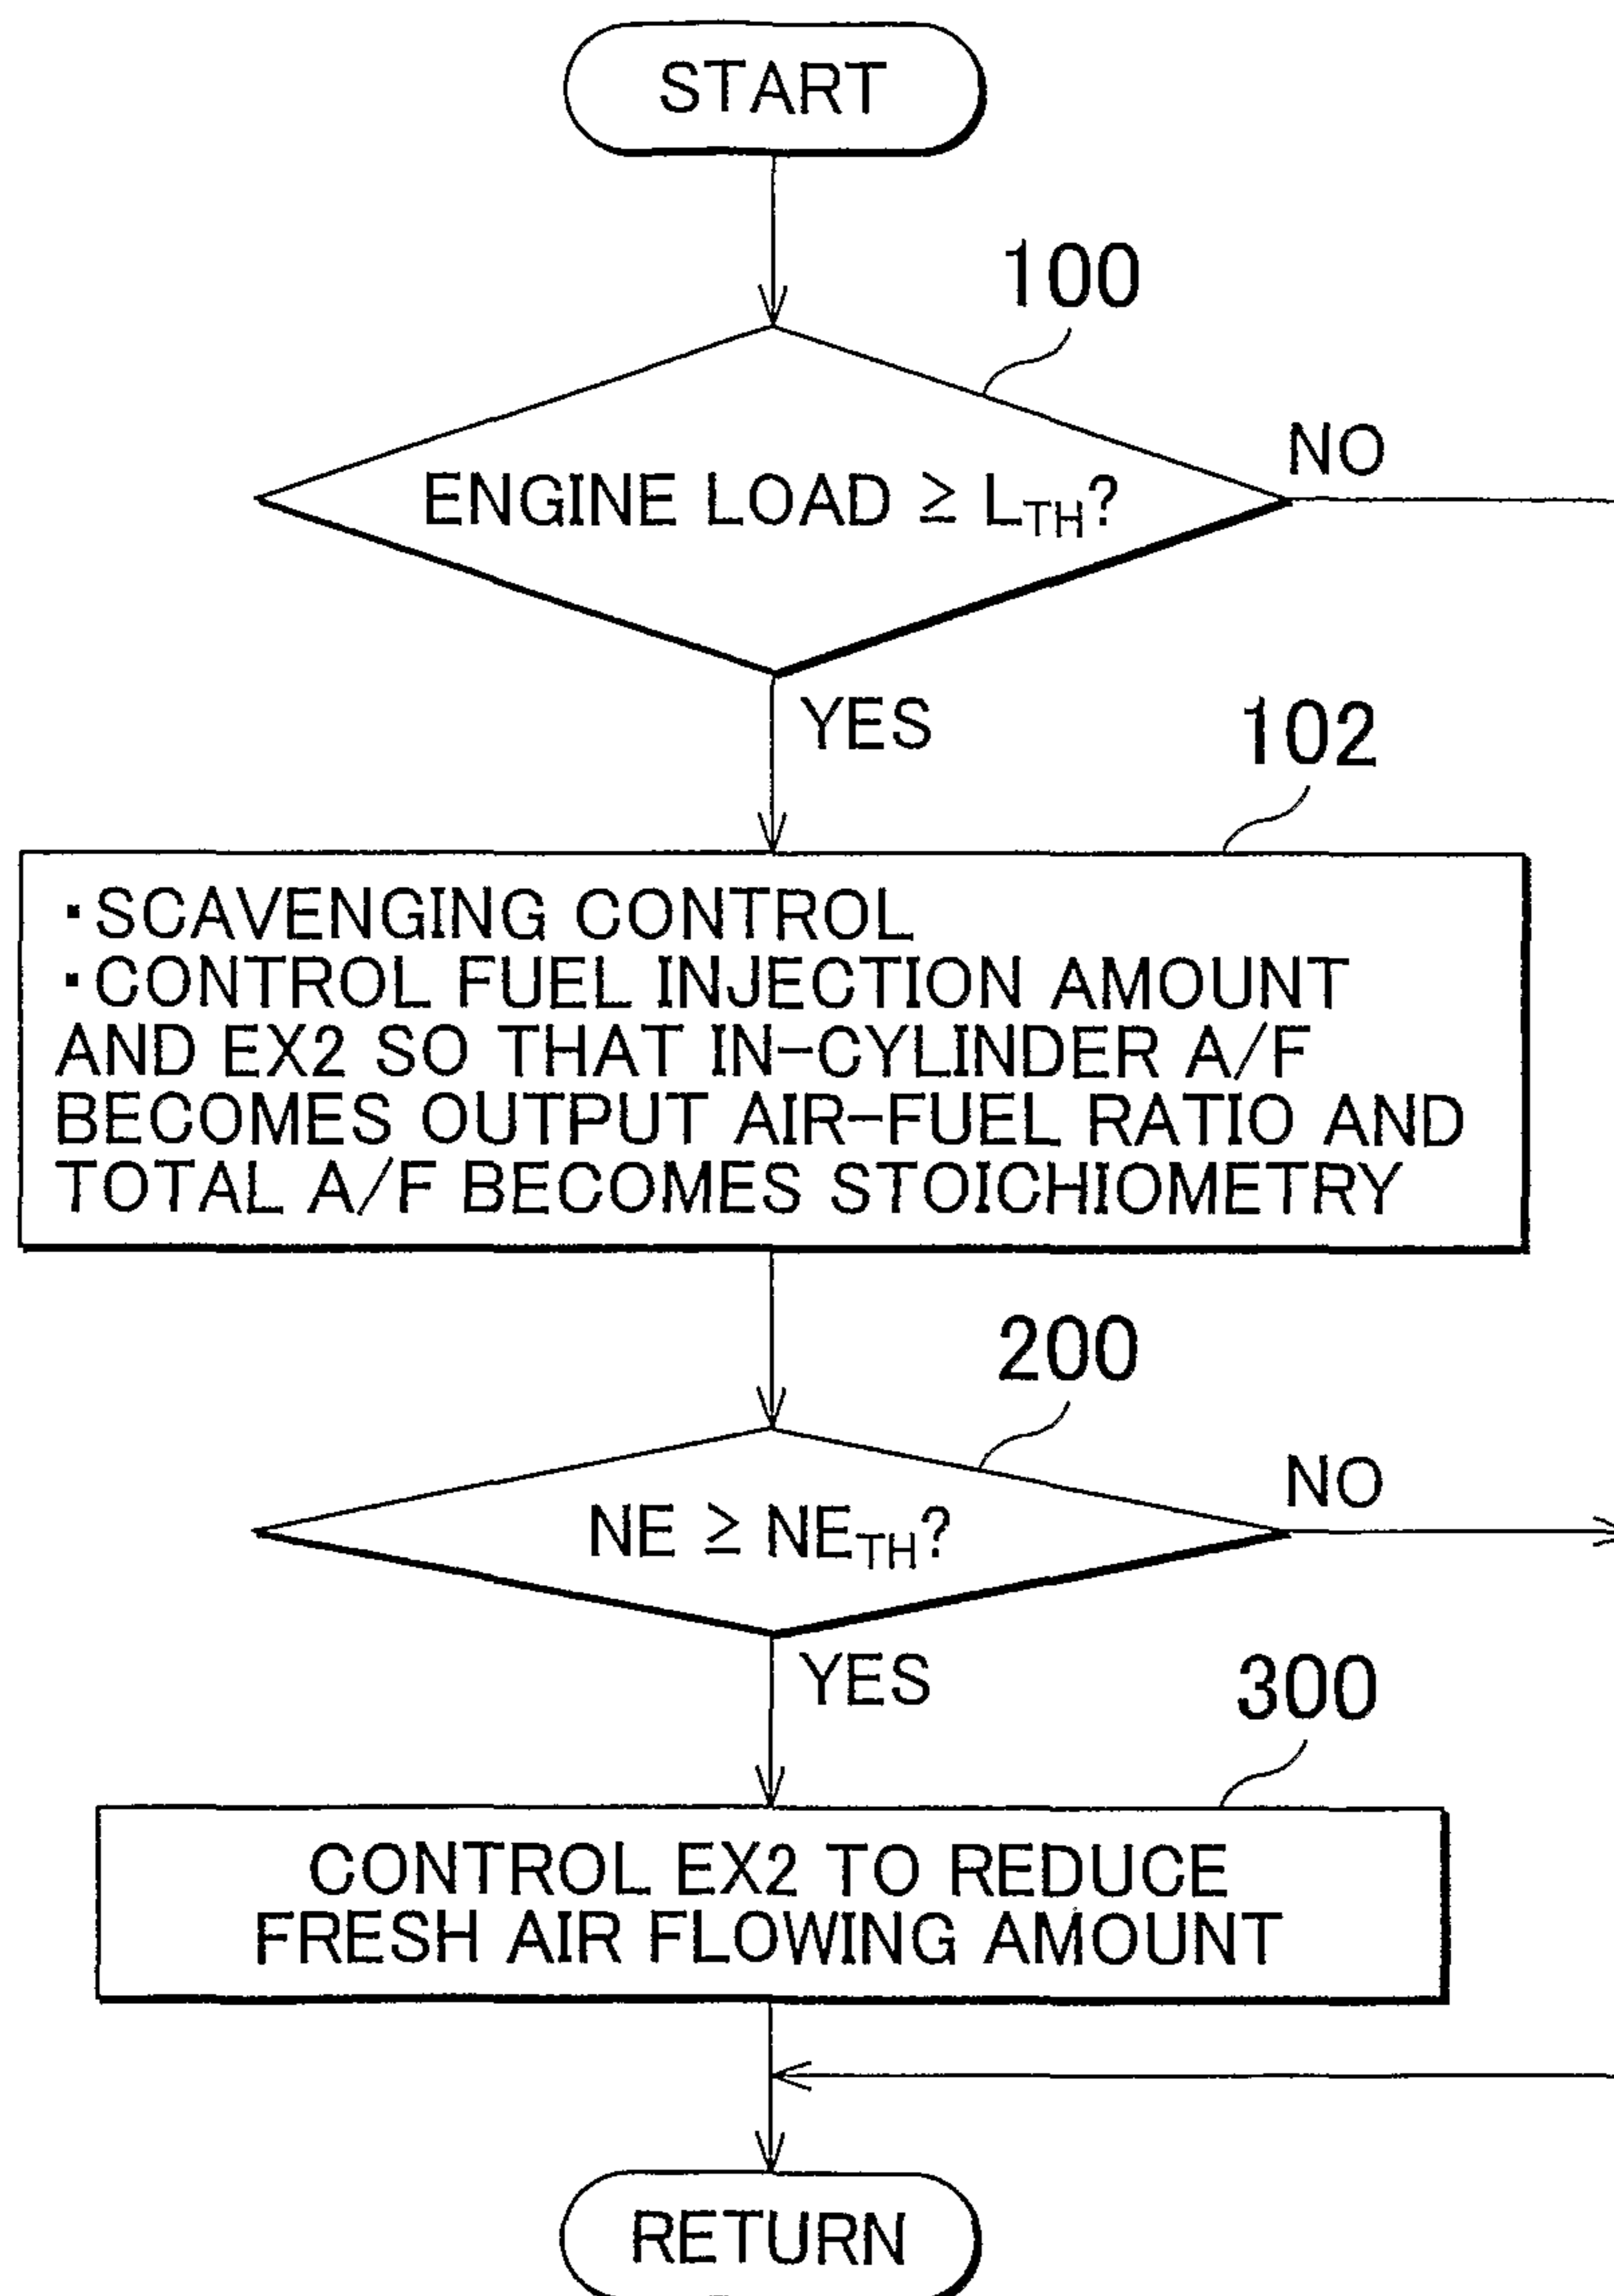 START
100
ENGINE LOAD ≥ LTH?
NO
YES
102
▪SCAVENGING CONTROL
▪CONTROL FUEL INJECTION AMOUNT
AND EX2 SO THAT IN-CYLINDER A/F
BECOMES OUTPUT AIR-FUEL RATIO AND
TOTAL A/F BECOMES STOICHIOMETRY
200
NE ≥ NETH?
NO
YES
300
CONTROL EX2 TO REDUCE
FRESH AIR FLOWING AMOUNT
RETURN